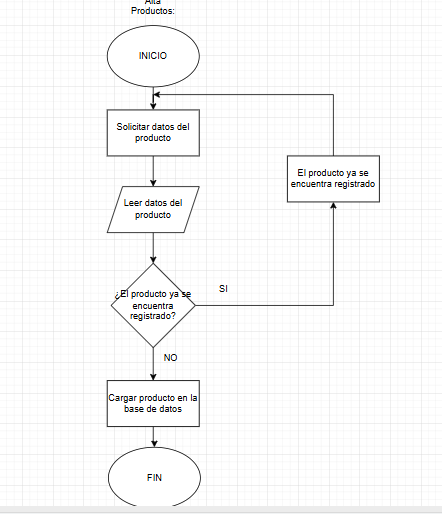 Alta
Productos:
INICIO
Solicitar datos del
producto
El producto ya se
encuentra registrado
Leer datos del
producto
¿El producto ya se
encuentra
registrado?
SI
NO
Cargar producto en la
base de datos
FIN